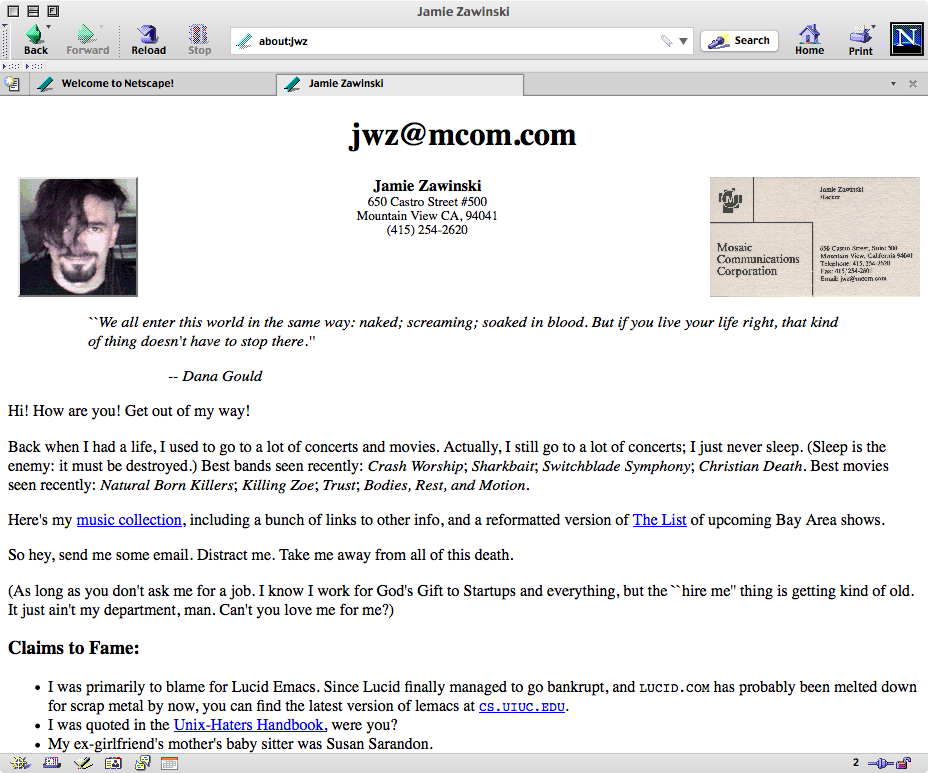 Jamie Zawinski
Back Forward Reload Stop about:jwz Search Home Print N
Welcome to Netscape! Jamie Zawinski
jwz@mcom.com
Jamie Zawinski
650 Castro Street #500
Mountain View CA, 94041
(415) 254-2620
Jamie Zawinski
Hacker
M
Mosaic
Communications
Corporation
650 Castro Street, Suite 500
Mountain View, California 94041
Telephone: 415/254-2620
Fax: 415/254-2601
Email: jwz@mcom.com
``We all enter this world in the same way: naked; screaming; soaked in blood. But if you live your life right, that kind
of thing doesn't have to stop there.''
-- Dana Gould
Hi! How are you! Get out of my way!
Back when I had a life, I used to go to a lot of concerts and movies. Actually, I still go to a lot of concerts; I just never sleep. (Sleep is the
enemy: it must be destroyed.) Best bands seen recently: Crash Worship; Sharkbait; Switchblade Symphony; Christian Death. Best movies
seen recently: Natural Born Killers; Killing Zoe; Trust; Bodies, Rest, and Motion.
Here's my music collection, including a bunch of links to other info, and a reformatted version of The List of upcoming Bay Area shows.
So hey, send me some email. Distract me. Take me away from all of this death.
(As long as you don't ask me for a job. I know I work for God's Gift to Startups and everything, but the ``hire me'' thing is getting kind of old.
It just ain't my department, man. Can't you love me for me?)
Claims to Fame:
• I was primarily to blame for Lucid Emacs. Since Lucid finally managed to go bankrupt, and LUCID.COM has probably been melted down
for scrap metal by now, you can find the latest version of lemacs at CS.UIUC.EDU.
• I was quoted in the Unix-Haters Handbook, were you?
• My ex-girlfriend's mother's baby sitter was Susan Sarandon.
2